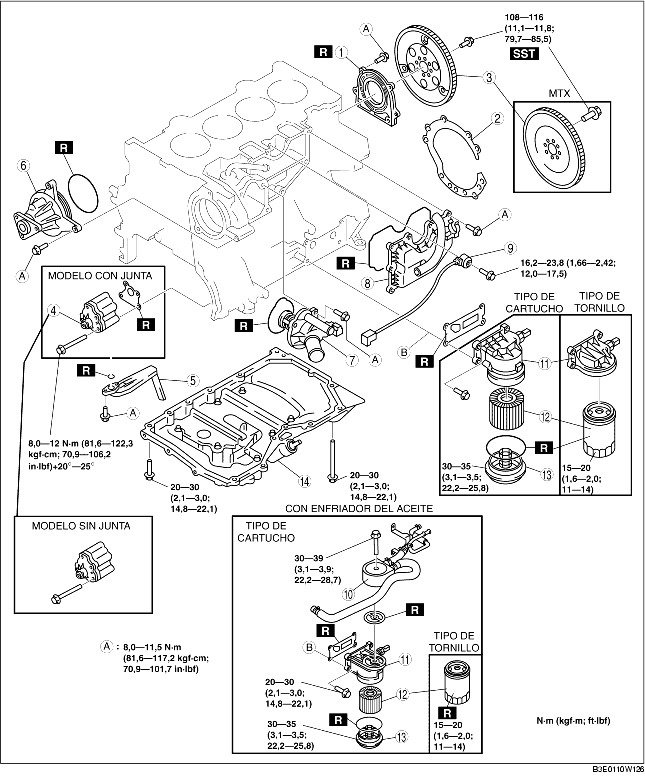 108—116
(11,1—11,8;
79,7—85,5)
SST
A
R
1
3
MTX
2
R
6
A
A
9
16,2—23,8 (1,66—2,42;
12,0—17,5)
R
8
MODELO CON JUNTA
4
R
R
7
A
B
R
TIPO DE
CARTUCHO
TIPO DE
TORNILLO
11
12
R
13
30—35
(3,1—3,5;
22,2—25,8)
15—20
(1,6—2,0;
11—14)
R
5
A
8,0—12 N·m (81,6—122,3
kgf-cm; 70,9—106,2
in·lbf)+20°—25°
14
20—30
(2,1—3,0;
14,8—22,1)
20—30
(2,1—3,0;
14,8—22,1)
MODELO SIN JUNTA
CON ENFRIADOR DEL ACEITE
TIPO DE
CARTUCHO
30—39
(3,1—3,9;
22,2—28,7)
10
R
R
B
11
20—30
(2,1—3,0;
14,8—22,1)
12
R
30—35
(3,1—3,5;
22,2—25,8)
13
TIPO DE
TORNILLO
R
15—20
(1,6—2,0;
11—14)
A : 8,0—11,5 N·m
(81,6—117,2 kgf-cm;
70,9—101,7 in·lbf)
N·m (kgf-m; ft·lbf)
B3E0110W126